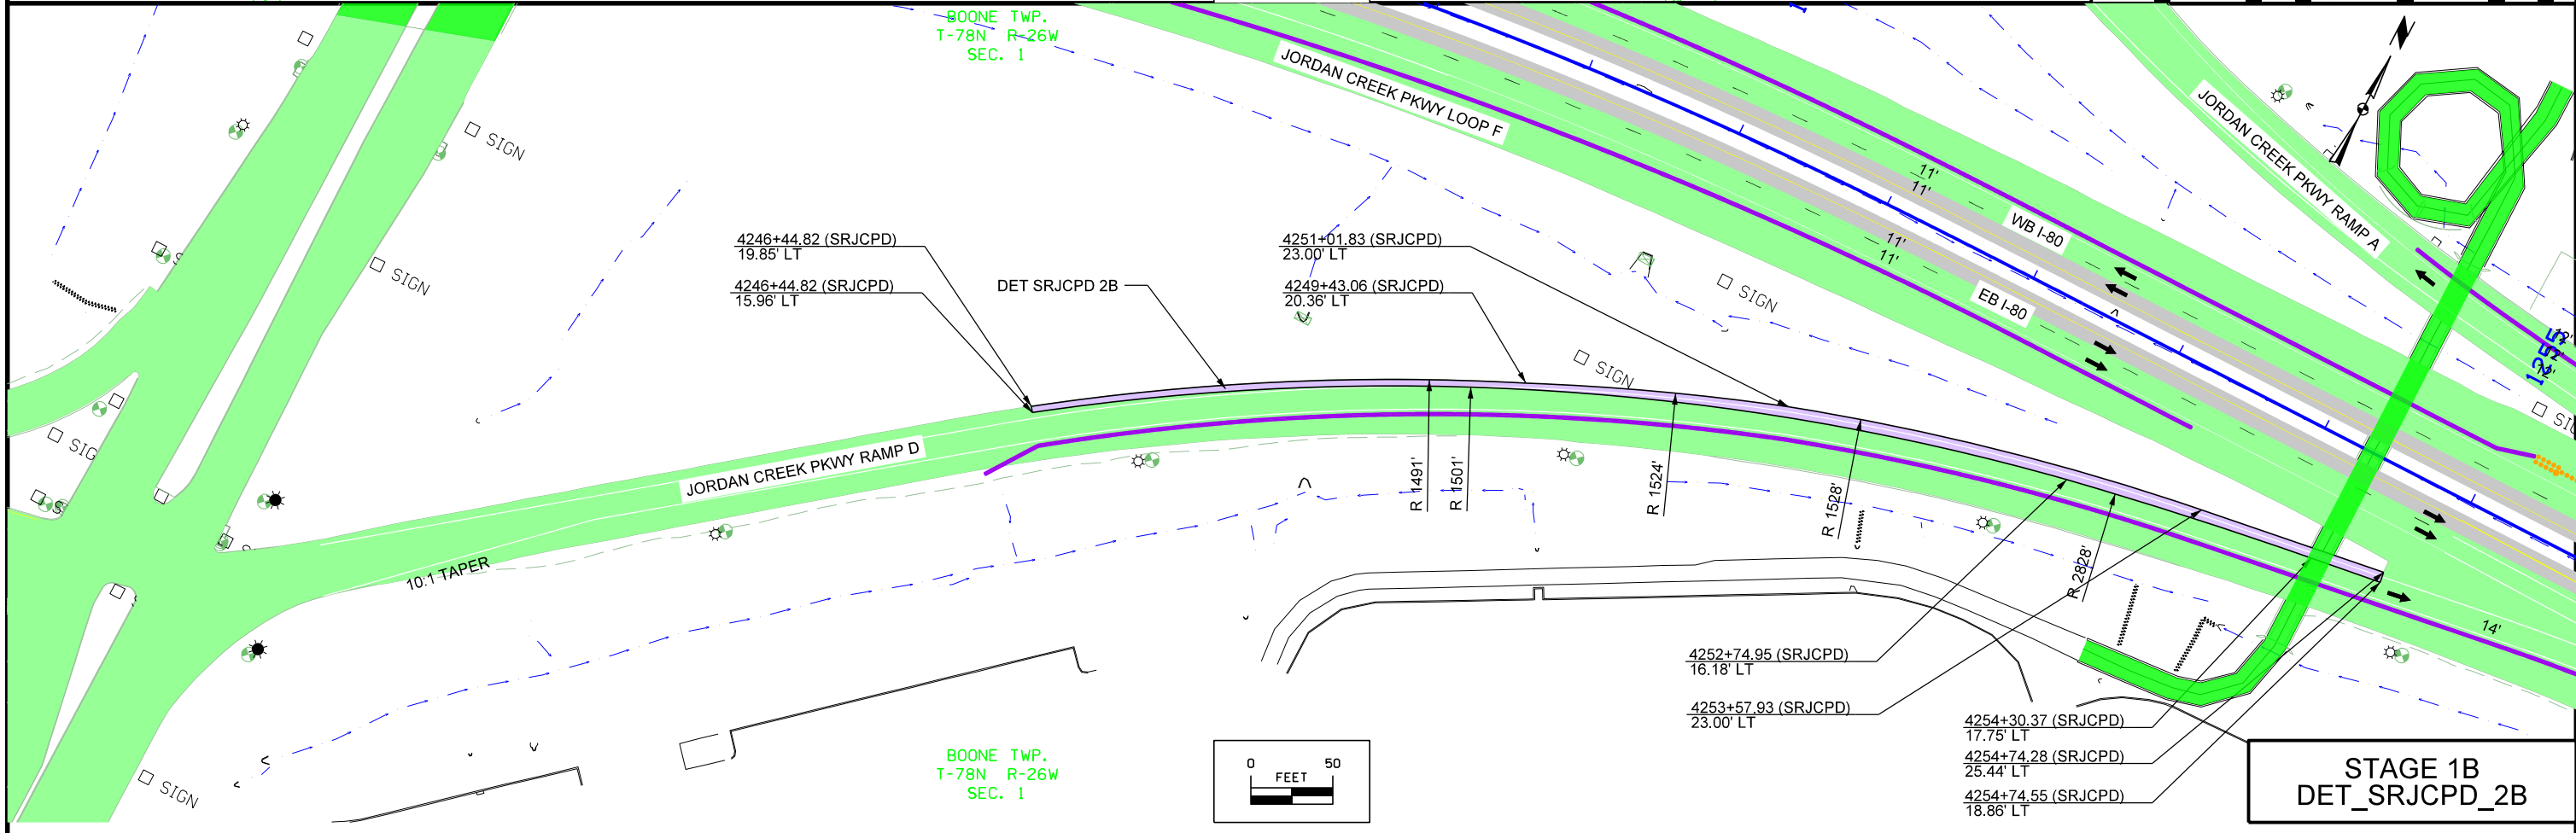 BOONE TWP.
T-78N R-26W
SEC. 1
JORDAN CREEK PKWY LOOP F
JORDAN CREEK PKWY RAMP A
WB I-80
EB I-80
11'
11'
11'
11'
SIGN
SIGN
SIGN
SIGN
SIG
SIGN
4246+44.82 (SRJCPD)
19.85' LT
4246+44.82 (SRJCPD)
15.96' LT
DET SRJCPD 2B
4251+01.83 (SRJCPD)
23.00' LT
4249+43.06 (SRJCPD)
20.36' LT
1255
JORDAN CREEK PKWY RAMP D
10:1 TAPER
R 1491'
R 1501'
R 1524'
R 1528'
R 2828'
14'
4252+74.95 (SRJCPD)
16.18' LT
4253+57.93 (SRJCPD)
23.00' LT
4254+30.37 (SRJCPD)
17.75' LT
4254+74.28 (SRJCPD)
25.44' LT
4254+74.55 (SRJCPD)
18.86' LT
BOONE TWP.
T-78N R-26W
SEC. 1
0 50
FEET
STAGE 1B
DET_SRJCPD_2B